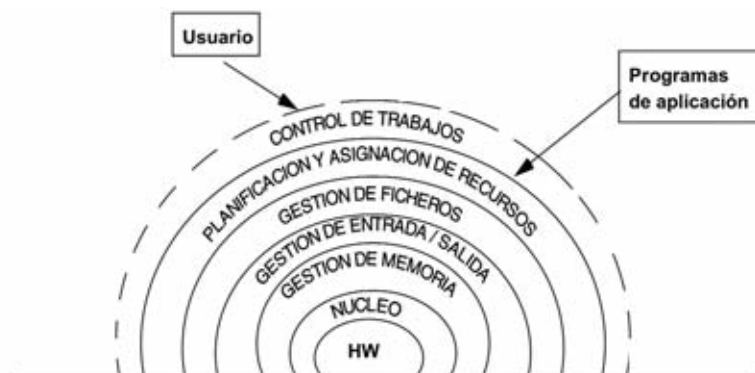 Usuario
Programas
de aplicación
CONTROL DE TRABAJOS
PLANIFICACION Y ASIGNACION DE RECURSOS
GESTION DE FICHEROS
GESTION DE ENTRADA / SALIDA
GESTION DE MEMORIA
NUCLEO
HW